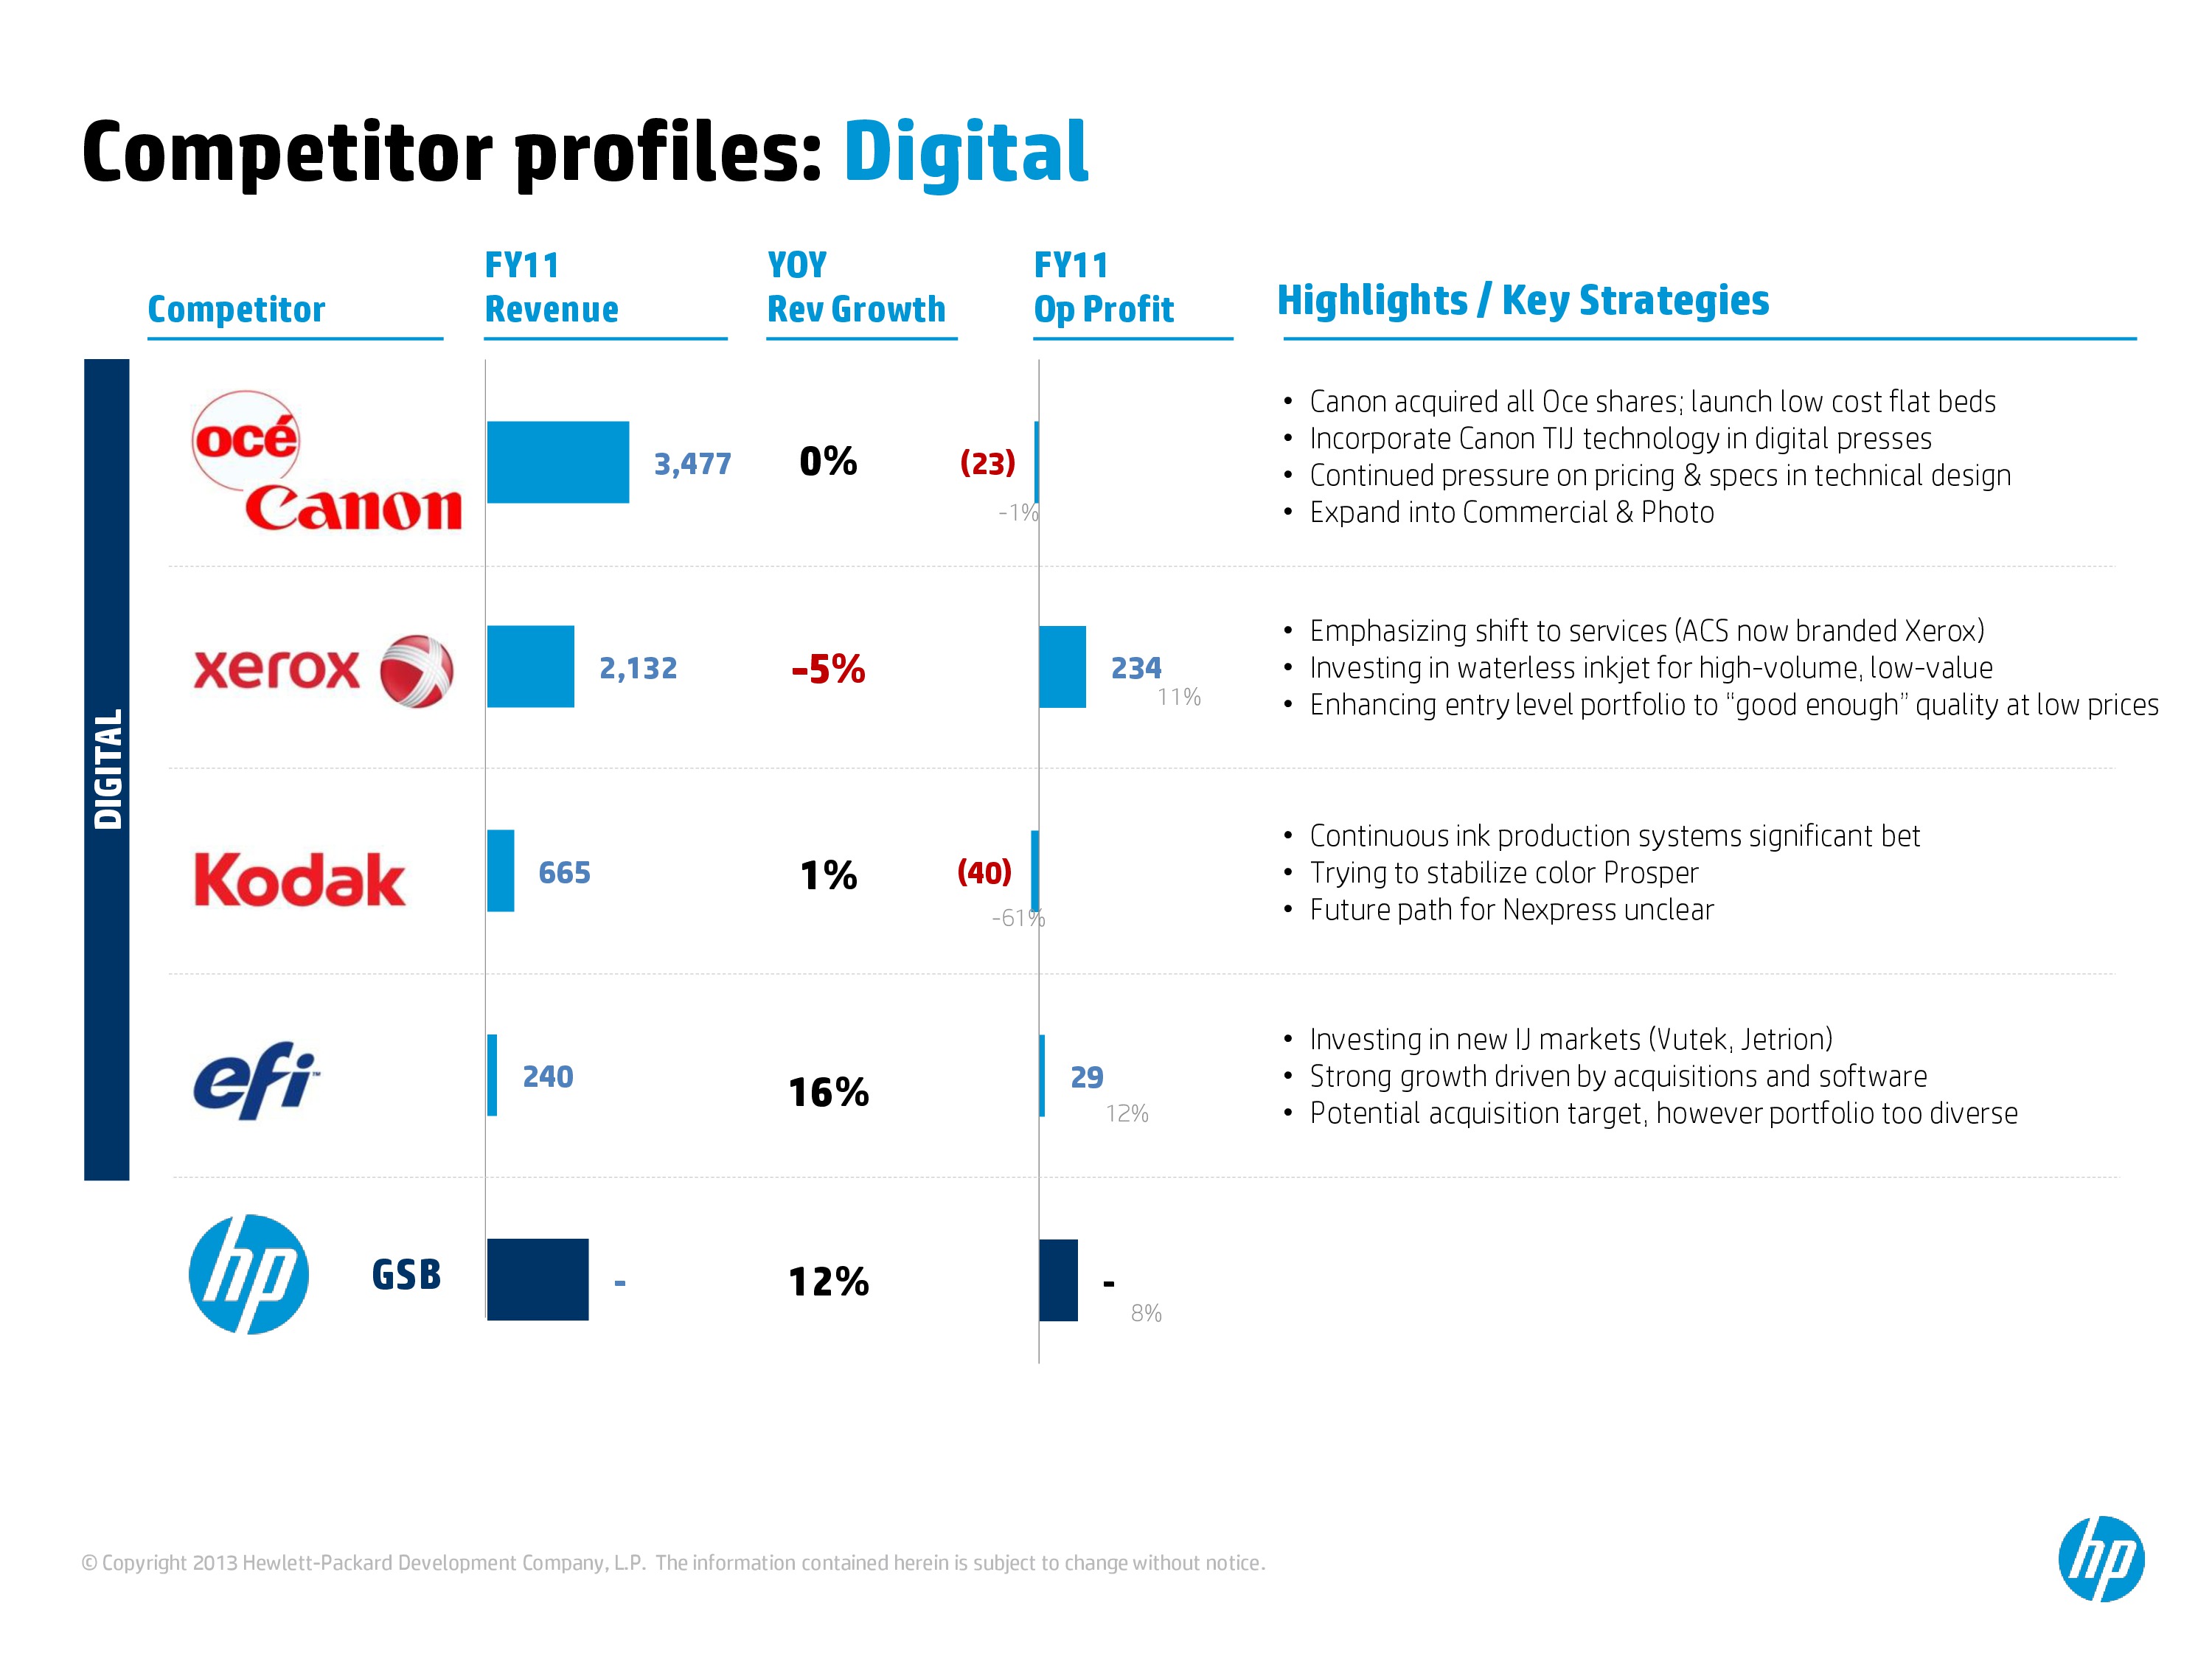 Competitor profiles: Digital
Competitor
FY11
Revenue
YOY
Rev Growth
FY11
Op Profit
Highlights / Key Strategies
DIGITAL
océ
Canon
3,477
0%
(23)
-1%
• Canon acquired all Oce shares; launch low cost flat beds
• Incorporate Canon TIJ technology in digital presses
• Continued pressure on pricing & specs in technical design
• Expand into Commercial & Photo
xerox
2,132
-5%
234
11%
• Emphasizing shift to services (ACS now branded Xerox)
• Investing in waterless inkjet for high-volume, low-value
• Enhancing entry level portfolio to “good enough” quality at low prices
Kodak
665
1%
(40)
-61%
• Continuous ink production systems significant bet
• Trying to stabilize color Prosper
• Future path for Nexpress unclear
efi™
240
16%
29
12%
• Investing in new IJ markets (Vutek, Jetrion)
• Strong growth driven by acquisitions and software
• Potential acquisition target, however portfolio too diverse
hp
GSB
-
12%
-
8%
© Copyright 2013 Hewlett-Packard Development Company, L.P. The information contained herein is subject to change without notice.
hp